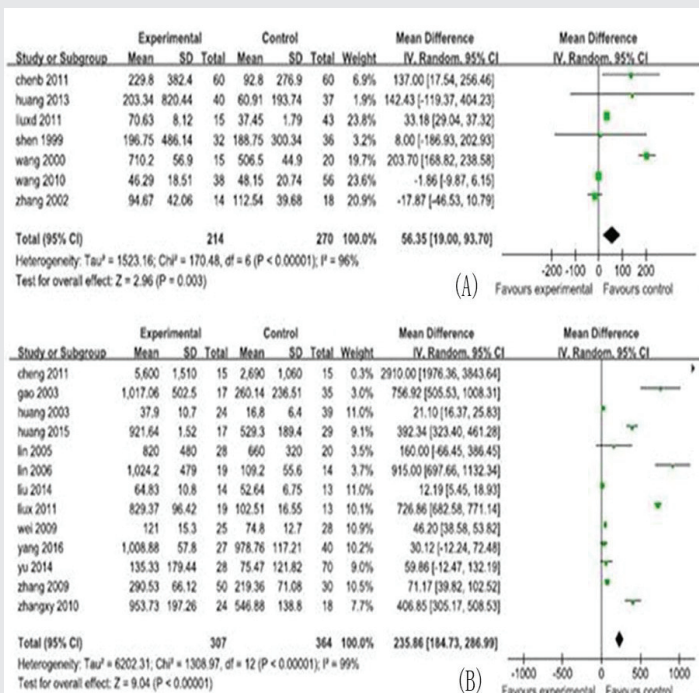 Experimental Control Mean Difference Mean Difference
Study or Subgroup Mean SD Total Mean SD Total Weight IV. Random. 95% CI IV. Random. 95% CI
chenb 2011 229.8 382.4 60 92.8 276.9 60 6.9% 137.00 [17.54, 256.46]
huang 2013 203.34 820.44 40 60.91 193.74 37 1.9% 142.43 [-119.37, 404.23]
liuxd 2011 70.63 8.12 15 37.45 1.79 43 23.8% 33.18 [29.04, 37.32]
shen 1999 196.75 486.14 32 188.75 300.34 36 3.2% 8.00 [-186.93, 202.93]
wang 2000 710.2 56.9 15 506.5 44.9 20 19.7% 203.70 [168.82, 238.58]
wang 2010 46.29 18.51 38 48.15 20.74 56 23.6% -1.86 [-9.87, 6.15]
zhang 2002 94.67 42.06 14 112.54 39.68 18 20.9% -17.87 [-46.53, 10.79]
Total (95% CI) 214 270 100.0% 56.35 [19.00, 93.70]
Heterogeneity: Tau² = 1523.16; Chi² = 170.48, df = 6 (P < 0.00001); I² = 96%
Test for overall effect: Z = 2.96 (P = 0.003)
-200 -100 0 100 200
Favours experimental Favours control
(A)
Experimental Control Mean Difference Mean Difference
Study or Subgroup Mean SD Total Mean SD Total Weight IV. Random. 95% CI IV. Random. 95% CI
cheng 2011 5,600 1,510 15 2,690 1,060 15 0.3% 2910.00 [1976.36, 3843.64]
gao 2003 1,017.06 502.5 17 260.14 236.51 35 3.0% 756.92 [505.53, 1008.31]
huang 2003 37.9 10.7 24 16.8 6.4 39 11.0% 21.10 [16.37, 25.83]
huang 2015 921.64 1.52 17 529.3 189.4 29 9.1% 392.34 [323.40, 461.28]
lin 2005 820 480 28 660 320 20 3.5% 160.00 [-66.45, 386.45]
lin 2006 1,024.2 479 19 109.2 55.6 14 3.7% 915.00 [697.66, 1132.34]
liu 2014 64.83 10.8 14 52.64 6.75 13 11.0% 12.19 [5.45, 18.93]
liux 2011 829.37 96.42 19 102.51 16.55 13 10.1% 726.86 [682.58, 771.14]
wei 2009 121 15.3 25 74.8 12.7 28 10.9% 46.20 [38.58, 53.82]
yang 2016 1,008.88 57.8 27 978.76 117.21 40 10.2% 30.12 [-12.24, 72.48]
yu 2014 135.33 179.44 28 75.47 121.82 70 9.0% 59.86 [-12.47, 132.19]
zhang 2009 290.53 66.12 50 219.36 71.08 30 10.5% 71.17 [39.82, 102.52]
zhangxy 2010 953.73 197.26 24 546.88 138.8 18 7.7% 406.85 [305.17, 508.53]
Total (95% CI) 307 364 100.0% 235.86 [184.73, 286.99]
Heterogeneity: Tau² = 6202.31; Chi² = 1308.97, df = 12 (P < 0.00001); I² = 99%
Test for overall effect: Z = 9.04 (P < 0.00001)
-1000 -500 0 500 1000
Favours experimental Favours control
(B)